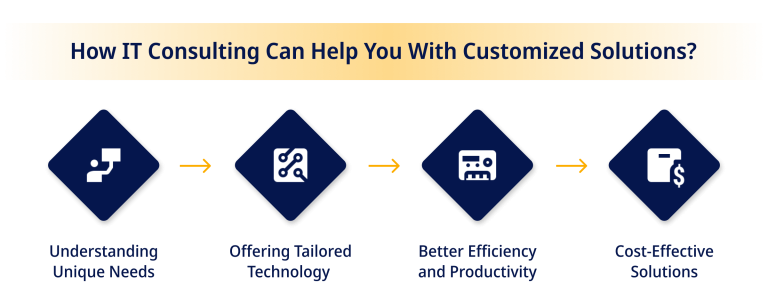 How IT Consulting Can Help You With Customized Solutions?
Understanding
Unique Needs
Offering Tailored
Technology
Better Efficiency
and Productivity
Cost-Effective
Solutions